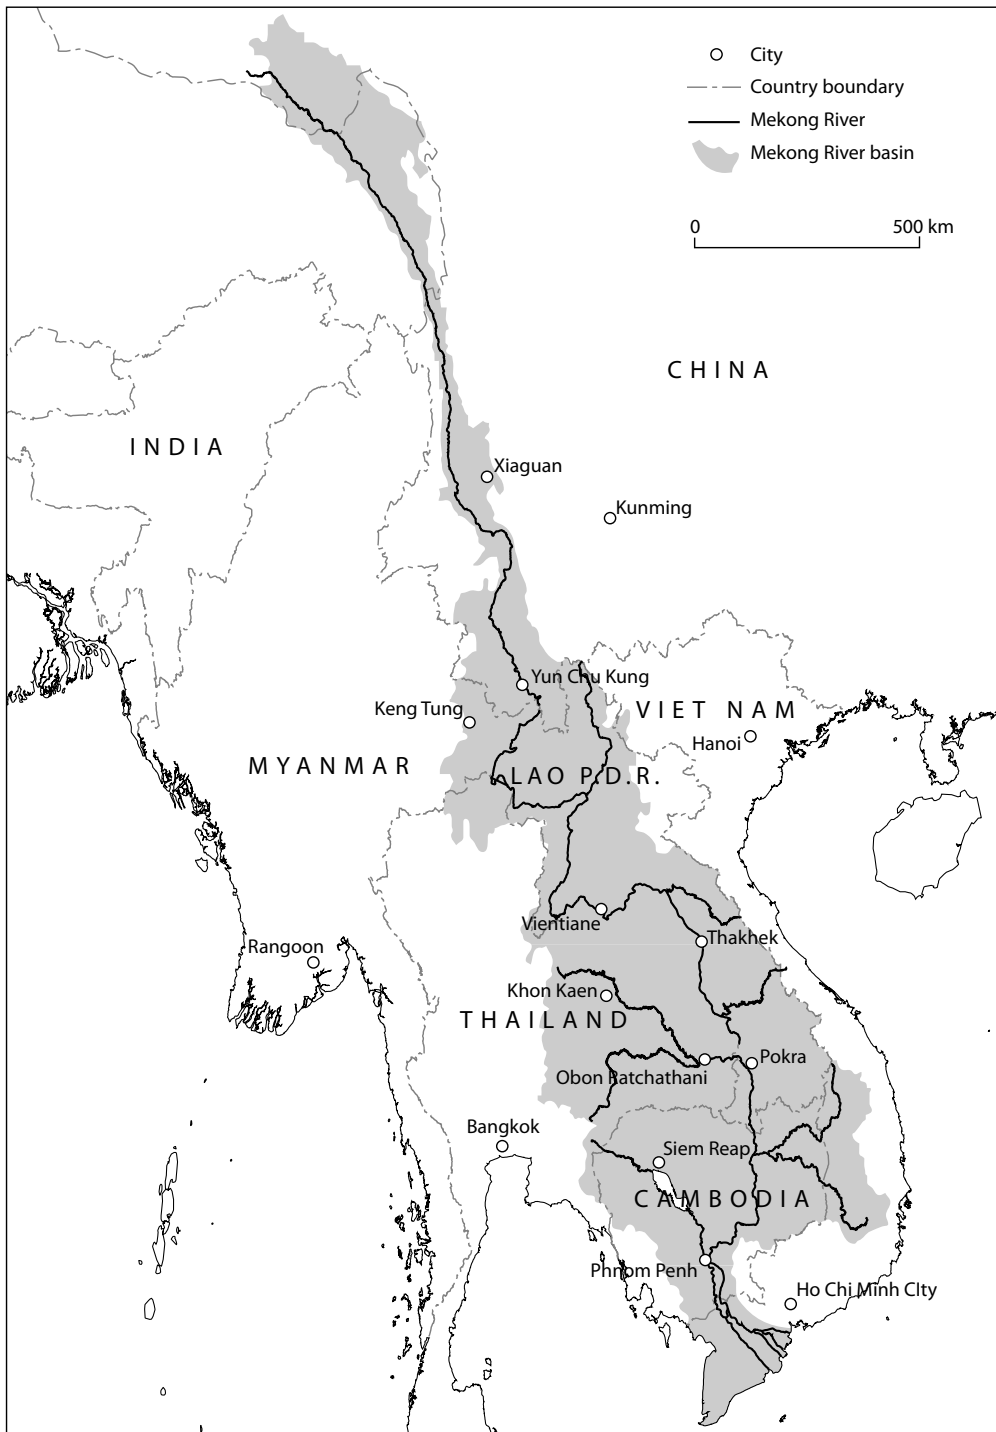 City
Country boundary
Mekong River
Mekong River basin
0 500 km
CHINA
INDIA
Xiaguan
Kunming
Yun Chu Kung
Keng Tung
VIET NAM
Hanoi
MYANMAR
LAO P.D.R.
Vientiane
Thakhek
Rangoon
Khon Kaen
THAILAND
Pokra
Obon Ratchathani
Bangkok
Siem Reap
CAMBODIA
Phnom Penh
Ho Chi Minh CIty